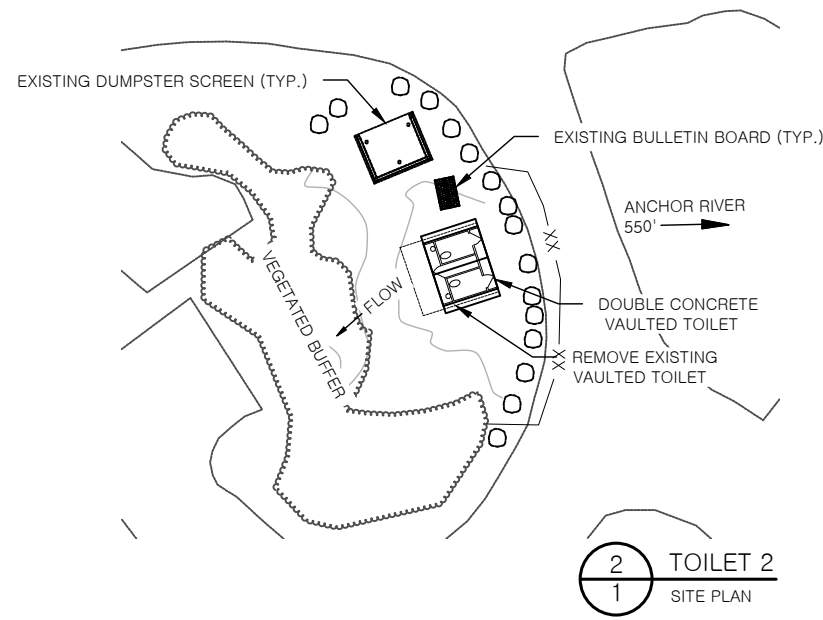 EXISTING DUMPSTER SCREEN (TYP.)
EXISTING BULLETIN BOARD (TYP.)
ANCHOR RIVER
550'
XX
VEGETATED BUFFER
FLOW
DOUBLE CONCRETE
VAULTED TOILET
XX
REMOVE EXISTING
VAULTED TOILET
2
1
TOILET 2
SITE PLAN